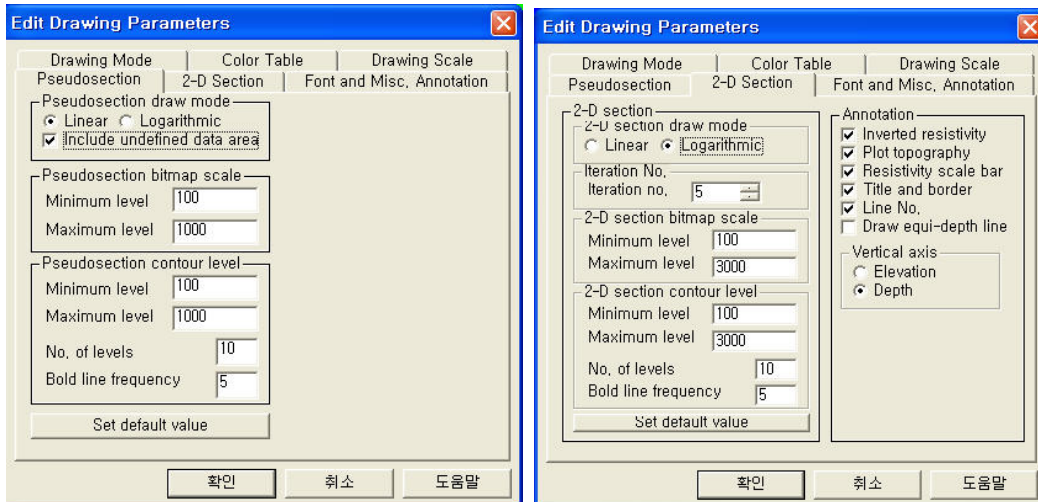 Edit Drawing Parameters
Drawing Mode
Color Table
Drawing Scale
Pseudosection
2-D Section
Font and Misc. Annotation
Pseudosection draw mode
Linear
Logarithmic
Include undefined data area
Pseudosection bitmap scale
Minimum level 100
Maximum level 1000
Pseudosection contour level
Minimum level 100
Maximum level 1000
No. of levels 10
Bold line frequency 5
Set default value
확인
취소
도움말
Edit Drawing Parameters
Drawing Mode
Color Table
Drawing Scale
Pseudosection
2-D Section
Font and Misc. Annotation
2-D section
2-D section draw mode
Linear
Logarithmic
Iteration No.
Iteration no. 5
2-D section bitmap scale
Minimum level 100
Maximum level 3000
2-D section contour level
Minimum level 100
Maximum level 3000
No. of levels 10
Bold line frequency 5
Set default value
Annotation
Inverted resistivity
Plot topography
Resistivity scale bar
Title and border
Line No.
Draw equi-depth line
Vertical axis
Elevation
Depth
확인
취소
도움말